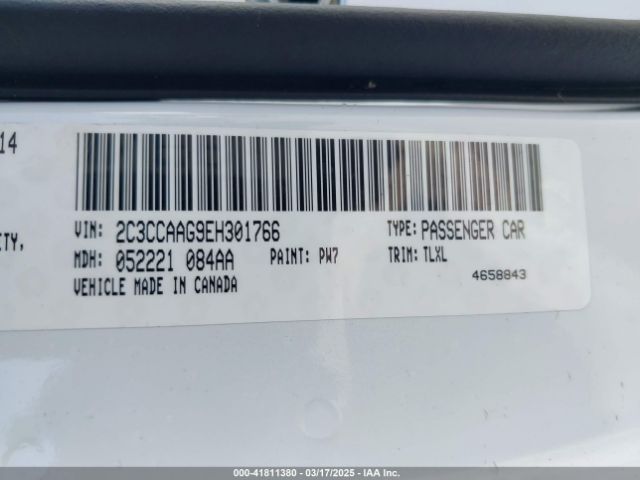 14
VIN: 2C3CCAAG9EH301766 TYPE: PASSENGER CAR
ITY,
MDH: 052221 084AA PAINT: PW7 TRIM: TLXL
VEHICLE MADE IN CANADA 4658843
000-41811380 - 03/17/2025 - IAA Inc.